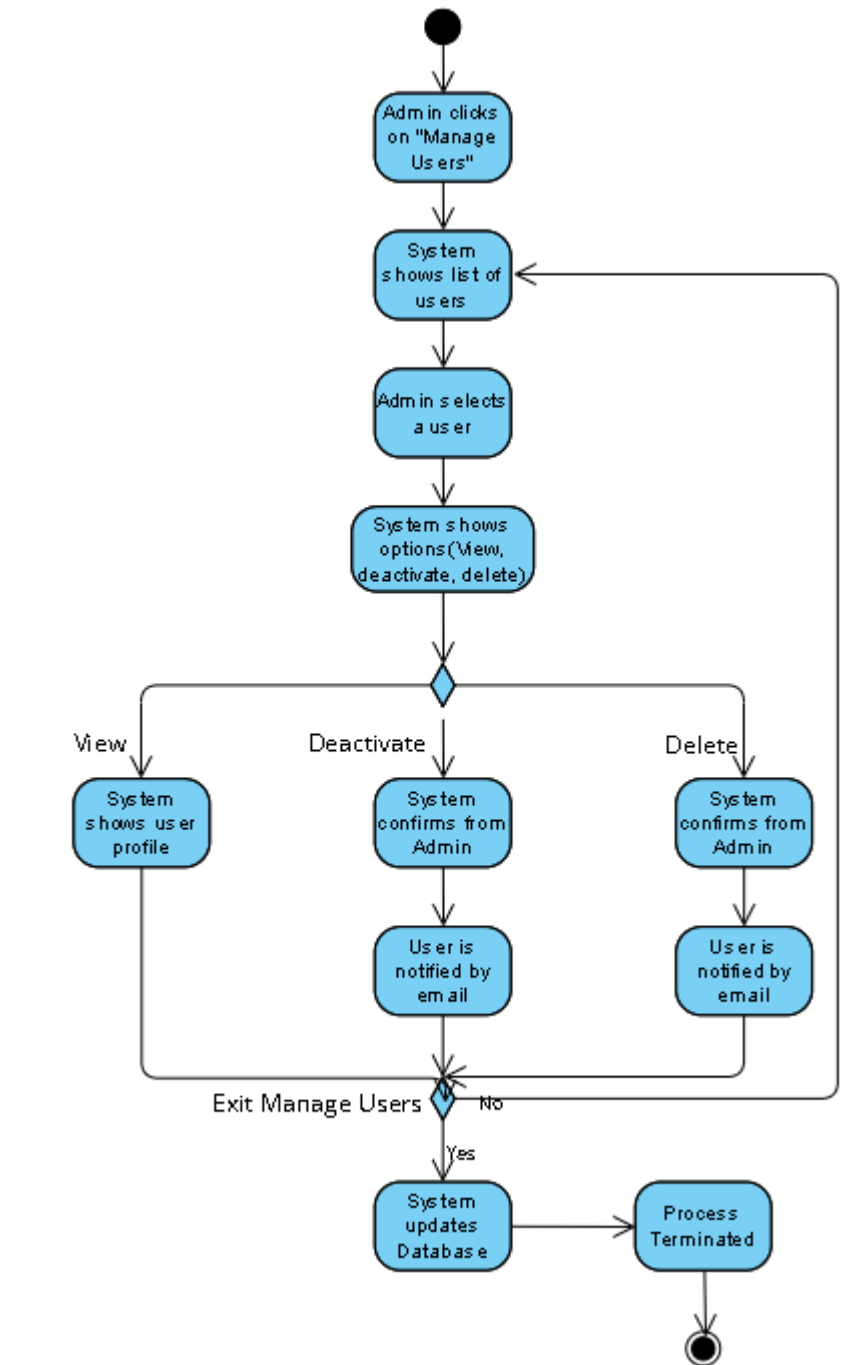 Admin clicks
on "Manage
Users"
System
shows list of
users
Admin selects
a user
System shows
options(View,
deactivate, delete)
View
Deactivate
Delete
System
shows user
profile
System
confirms from
Admin
System
confirms from
Admin
User is
notified by
email
User is
notified by
email
Exit Manage Users
No
Yes
System
updates
Database
Process
Terminated